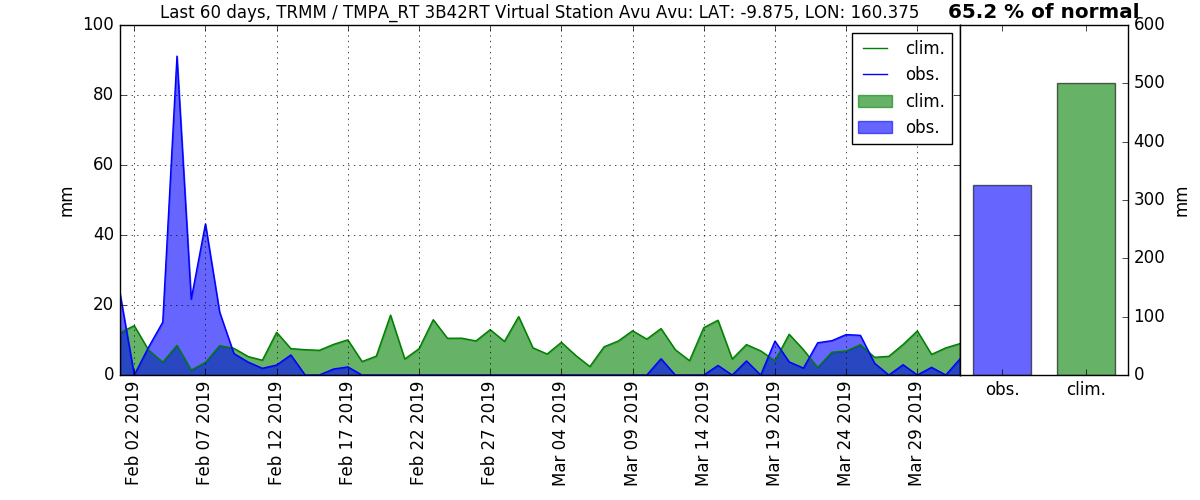 Last 60 days, TRMM / TMPA_RT 3B42RT Virtual Station Avu Avu: LAT: -9.875, LON: 160.375
65.2 % of normal
mm
100
80
60
40
20
0
clim.
obs.
clim.
obs.
600
500
400
300
200
100
0
mm
Feb 02 2019
Feb 07 2019
Feb 12 2019
Feb 17 2019
Feb 22 2019
Feb 27 2019
Mar 04 2019
Mar 09 2019
Mar 14 2019
Mar 19 2019
Mar 24 2019
Mar 29 2019
obs.
clim.